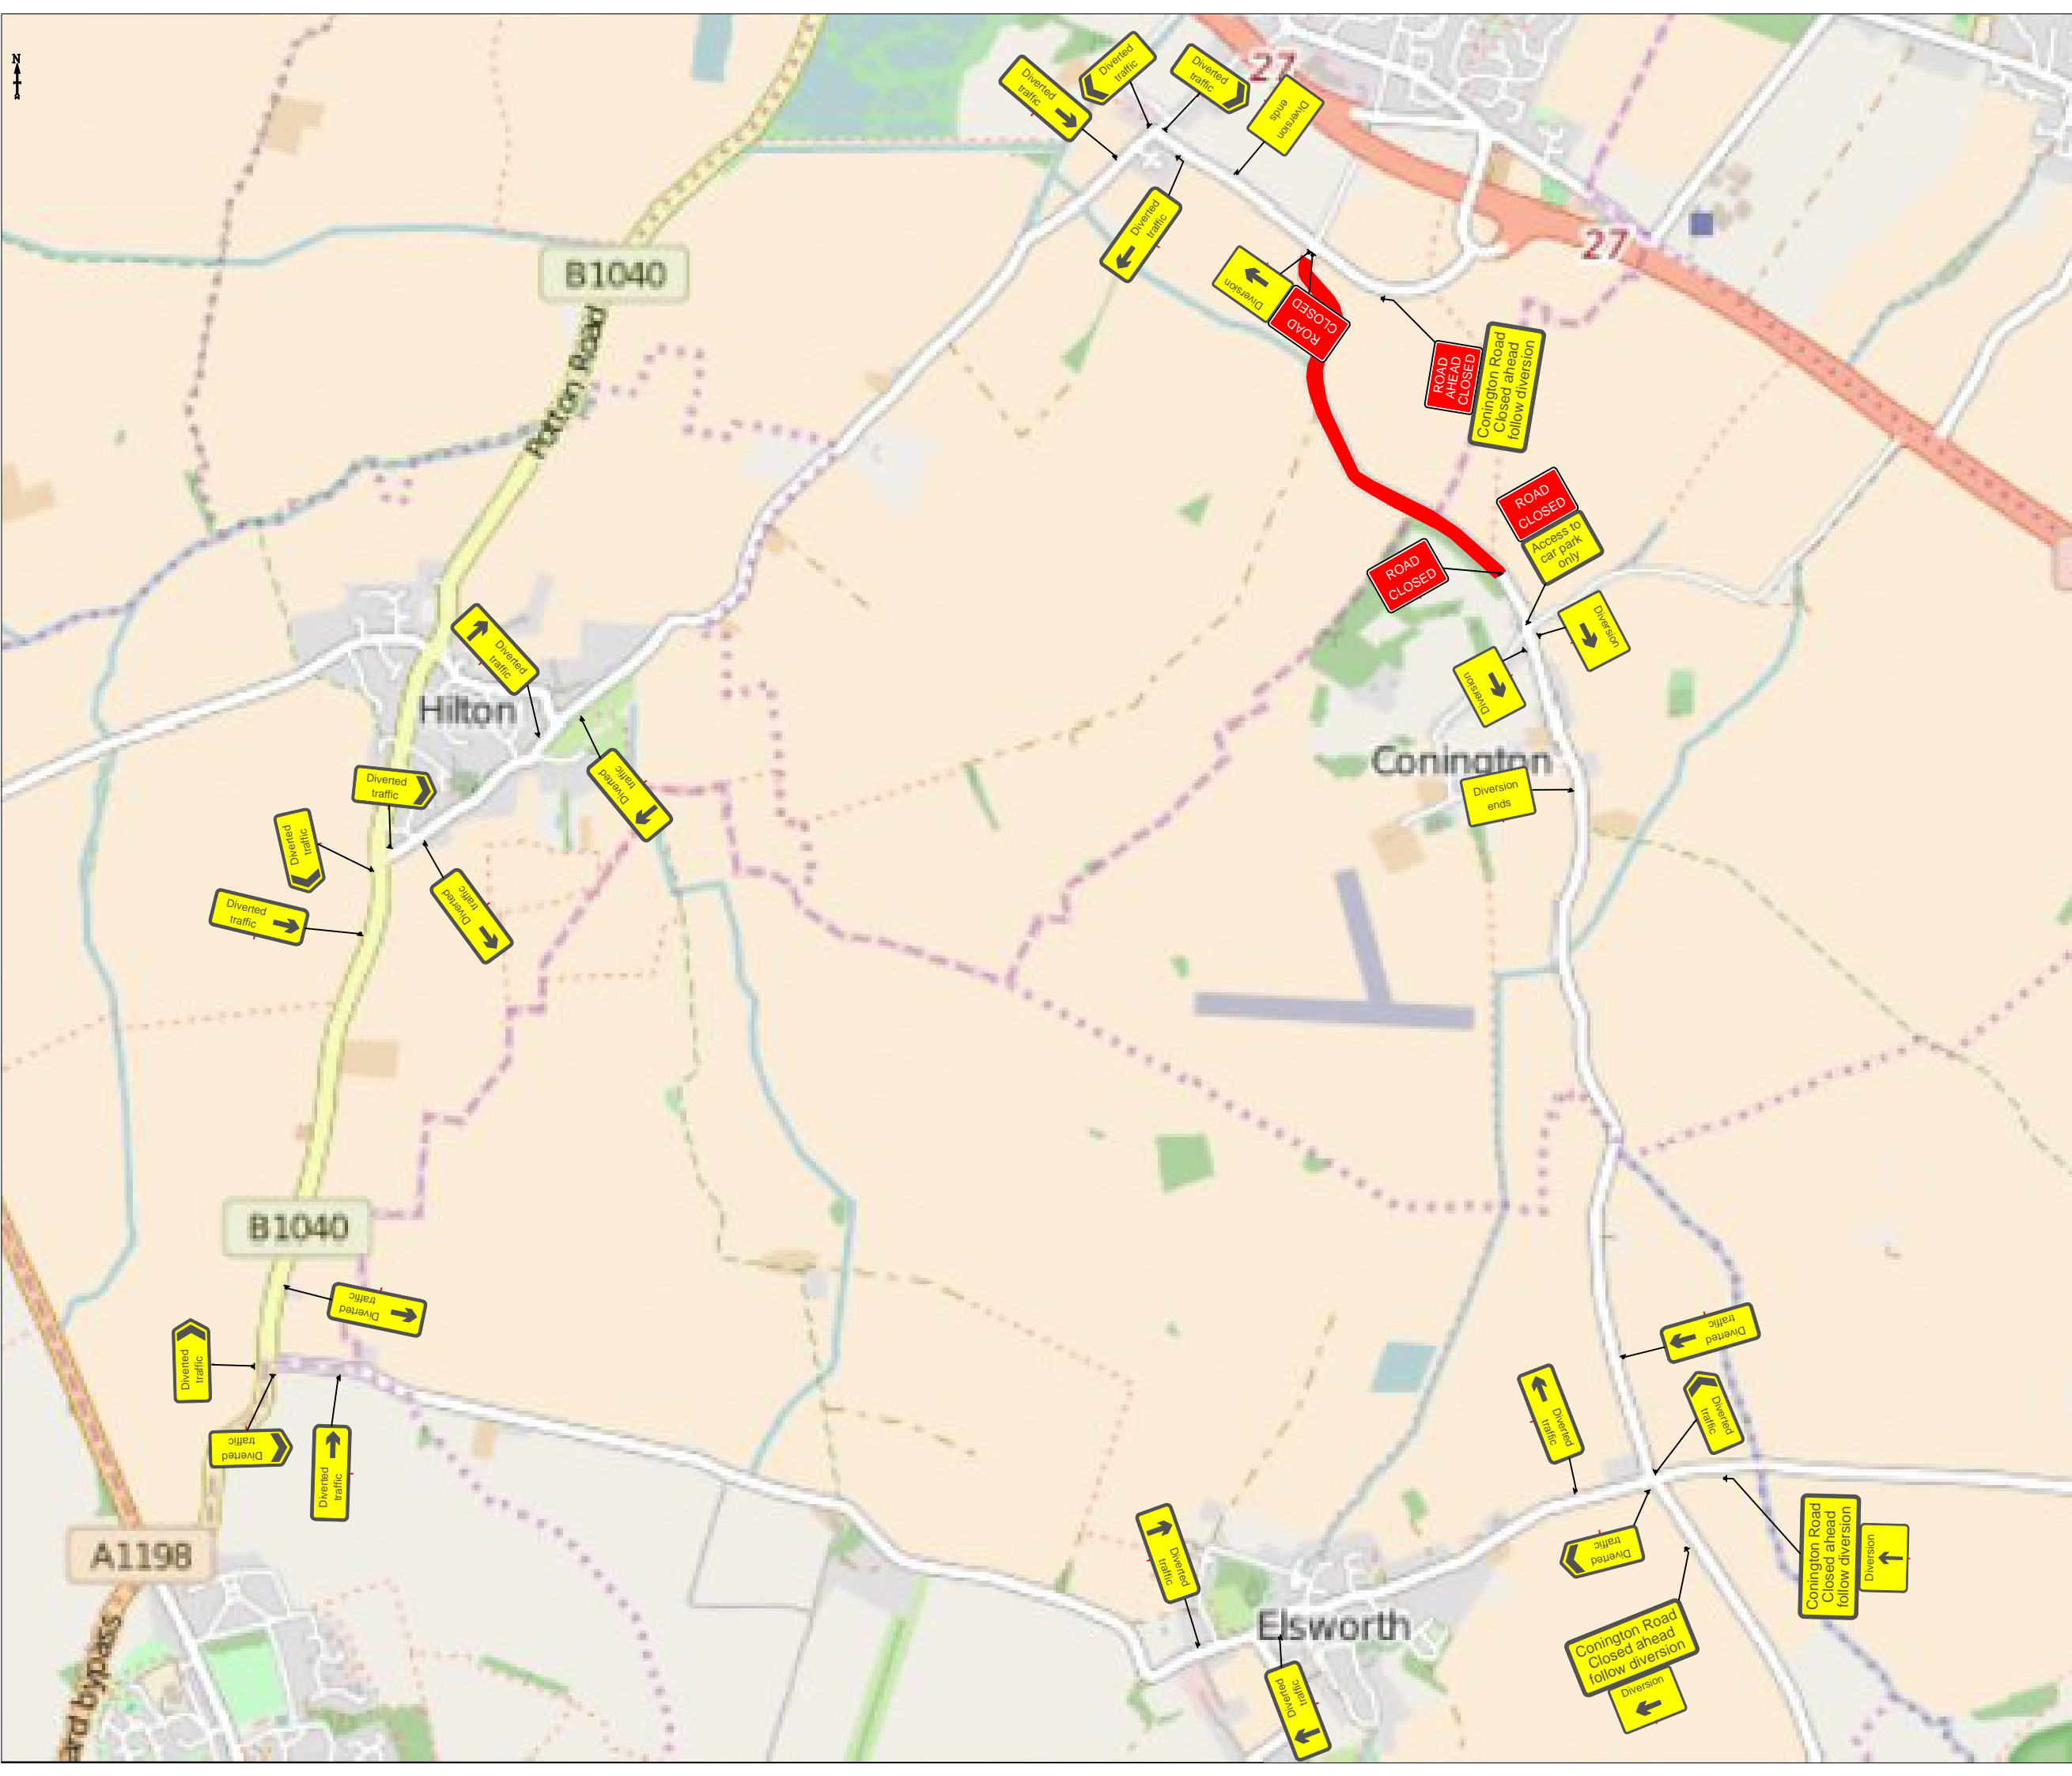 N
Diverted
traffic
Diverted
traffic
Diverted
traffic
Diversion
ends
27
27
Diverted
traffic
Diversion
ROAD
CLOSED
ROAD
AHEAD
CLOSED
Conington Road
Closed ahead
follow diversion
B1040
Potton Road
ROAD
CLOSED
Access to
car park
only
ROAD
CLOSED
Diversion
Diversion
Diverted
traffic
Hilton
Diverted
traffic
Conington
Diversion
ends
Diverted
traffic
Diverted
traffic
Diverted
traffic
Diverted
traffic
B1040
Diverted
traffic
Diverted
traffic
Diverted
traffic
Diverted
traffic
Diverted
traffic
Diverted
traffic
Diverted
traffic
Diverted
traffic
Conington Road
Closed ahead
follow diversion
Diversion
A1198
ard bypass
Diverted
traffic
Elsworth
Diverted
traffic
Conington Road
Closed ahead
follow diversion
Diversion